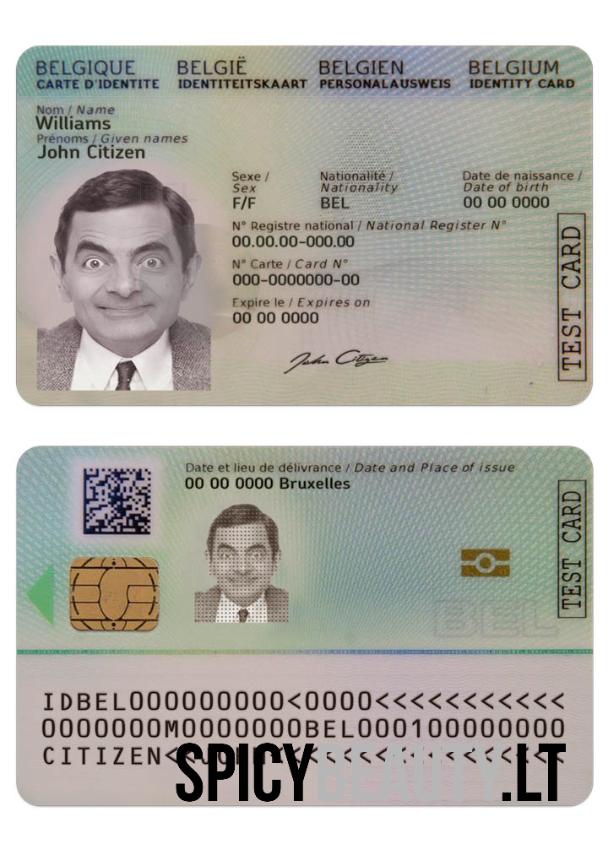 BELGIQUE BELGIË BELGIEN BELGIUM
CARTE D'IDENTITE IDENTITEITSKAART PERSONALAUSWEIS IDENTITY CARD
Nom / Name
Williams
Prénoms / Given names
John Citizen
Sexe / Nationalité / Date de naissance /
Sex Nationality Date of birth
F/F BEL 00 00 0000
N° Registre national / National Register N°
00.00.00-000.00
N° Carte / Card N°
000-0000000-00
Expire le / Expires on
00 00 0000
John Citizen
TEST CARD
Date et lieu de délivrance / Date and Place of issue
00 00 0000 Bruxelles
TEST CARD
BEL
IDBEL000000000<0000<<<<<<<<<<<
0000000M0000000BEL000100000000
CITIZEN<<
SPICYBEAUTY.LT